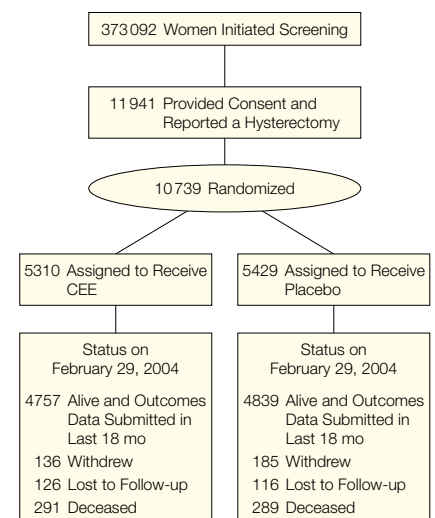 373 092 Women Initiated Screening
11 941 Provided Consent and
Reported a Hysterectomy
10 739 Randomized
5310 Assigned to Receive
CEE
5429 Assigned to Receive
Placebo
Status on
February 29, 2004
4757 Alive and Outcomes
Data Submitted in
Last 18 mo
136 Withdrew
126 Lost to Follow-up
291 Deceased
Status on
February 29, 2004
4839 Alive and Outcomes
Data Submitted in
Last 18 mo
185 Withdrew
116 Lost to Follow-up
289 Deceased